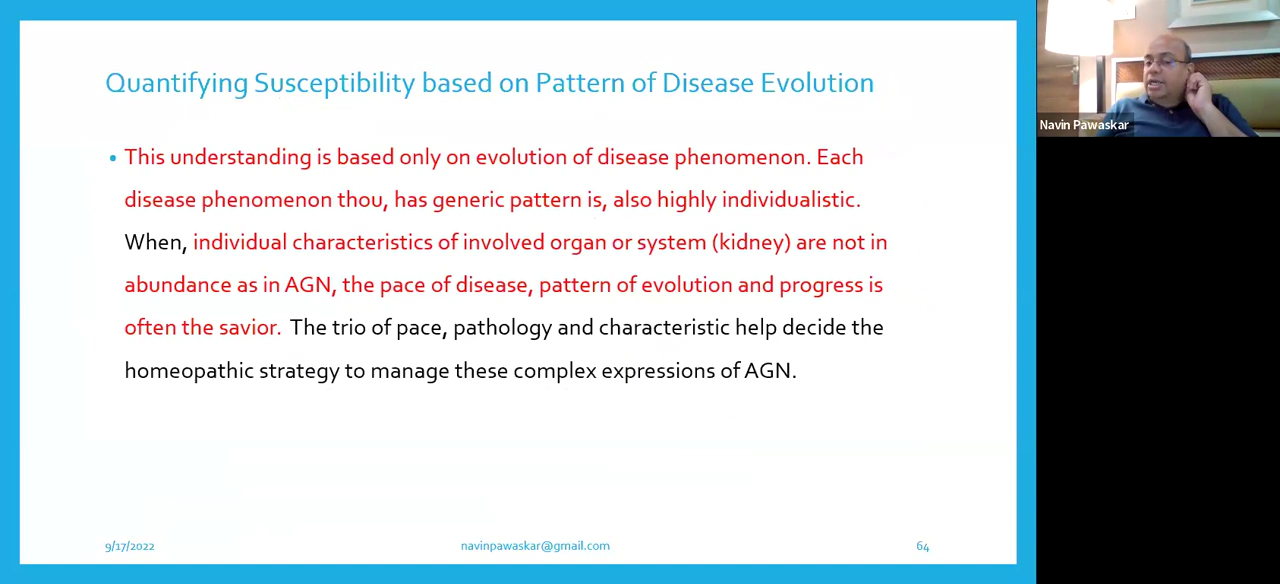 Quantifying Susceptibility based on Pattern of Disease Evolution
• This understanding is based only on evolution of disease phenomenon. Each
disease phenomenon thou, has generic pattern is, also highly individualistic.
When, individual characteristics of involved organ or system (kidney) are not in
abundance as in AGN, the pace of disease, pattern of evolution and progress is
often the savior. The trio of pace, pathology and characteristic help decide the
homeopathic strategy to manage these complex expressions of AGN.
9/17/2022
navinpawaskar@gmail.com
64
Navin Pawaskar